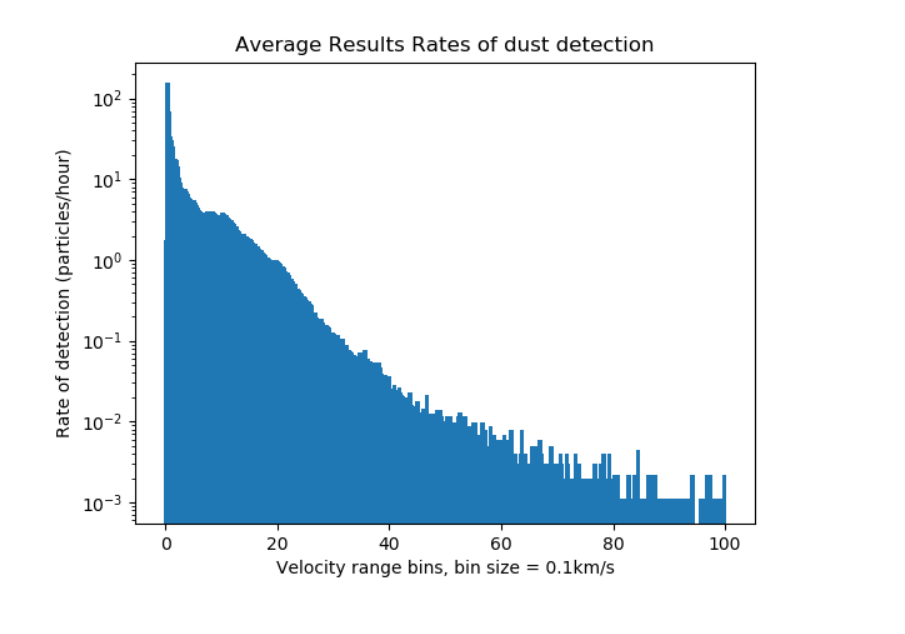 Average Results Rates of dust detection
Rate of detection (particles/hour)
10²
10¹
10⁰
10⁻¹
10⁻²
10⁻³
0 20 40 60 80 100
Velocity range bins, bin size = 0.1km/s